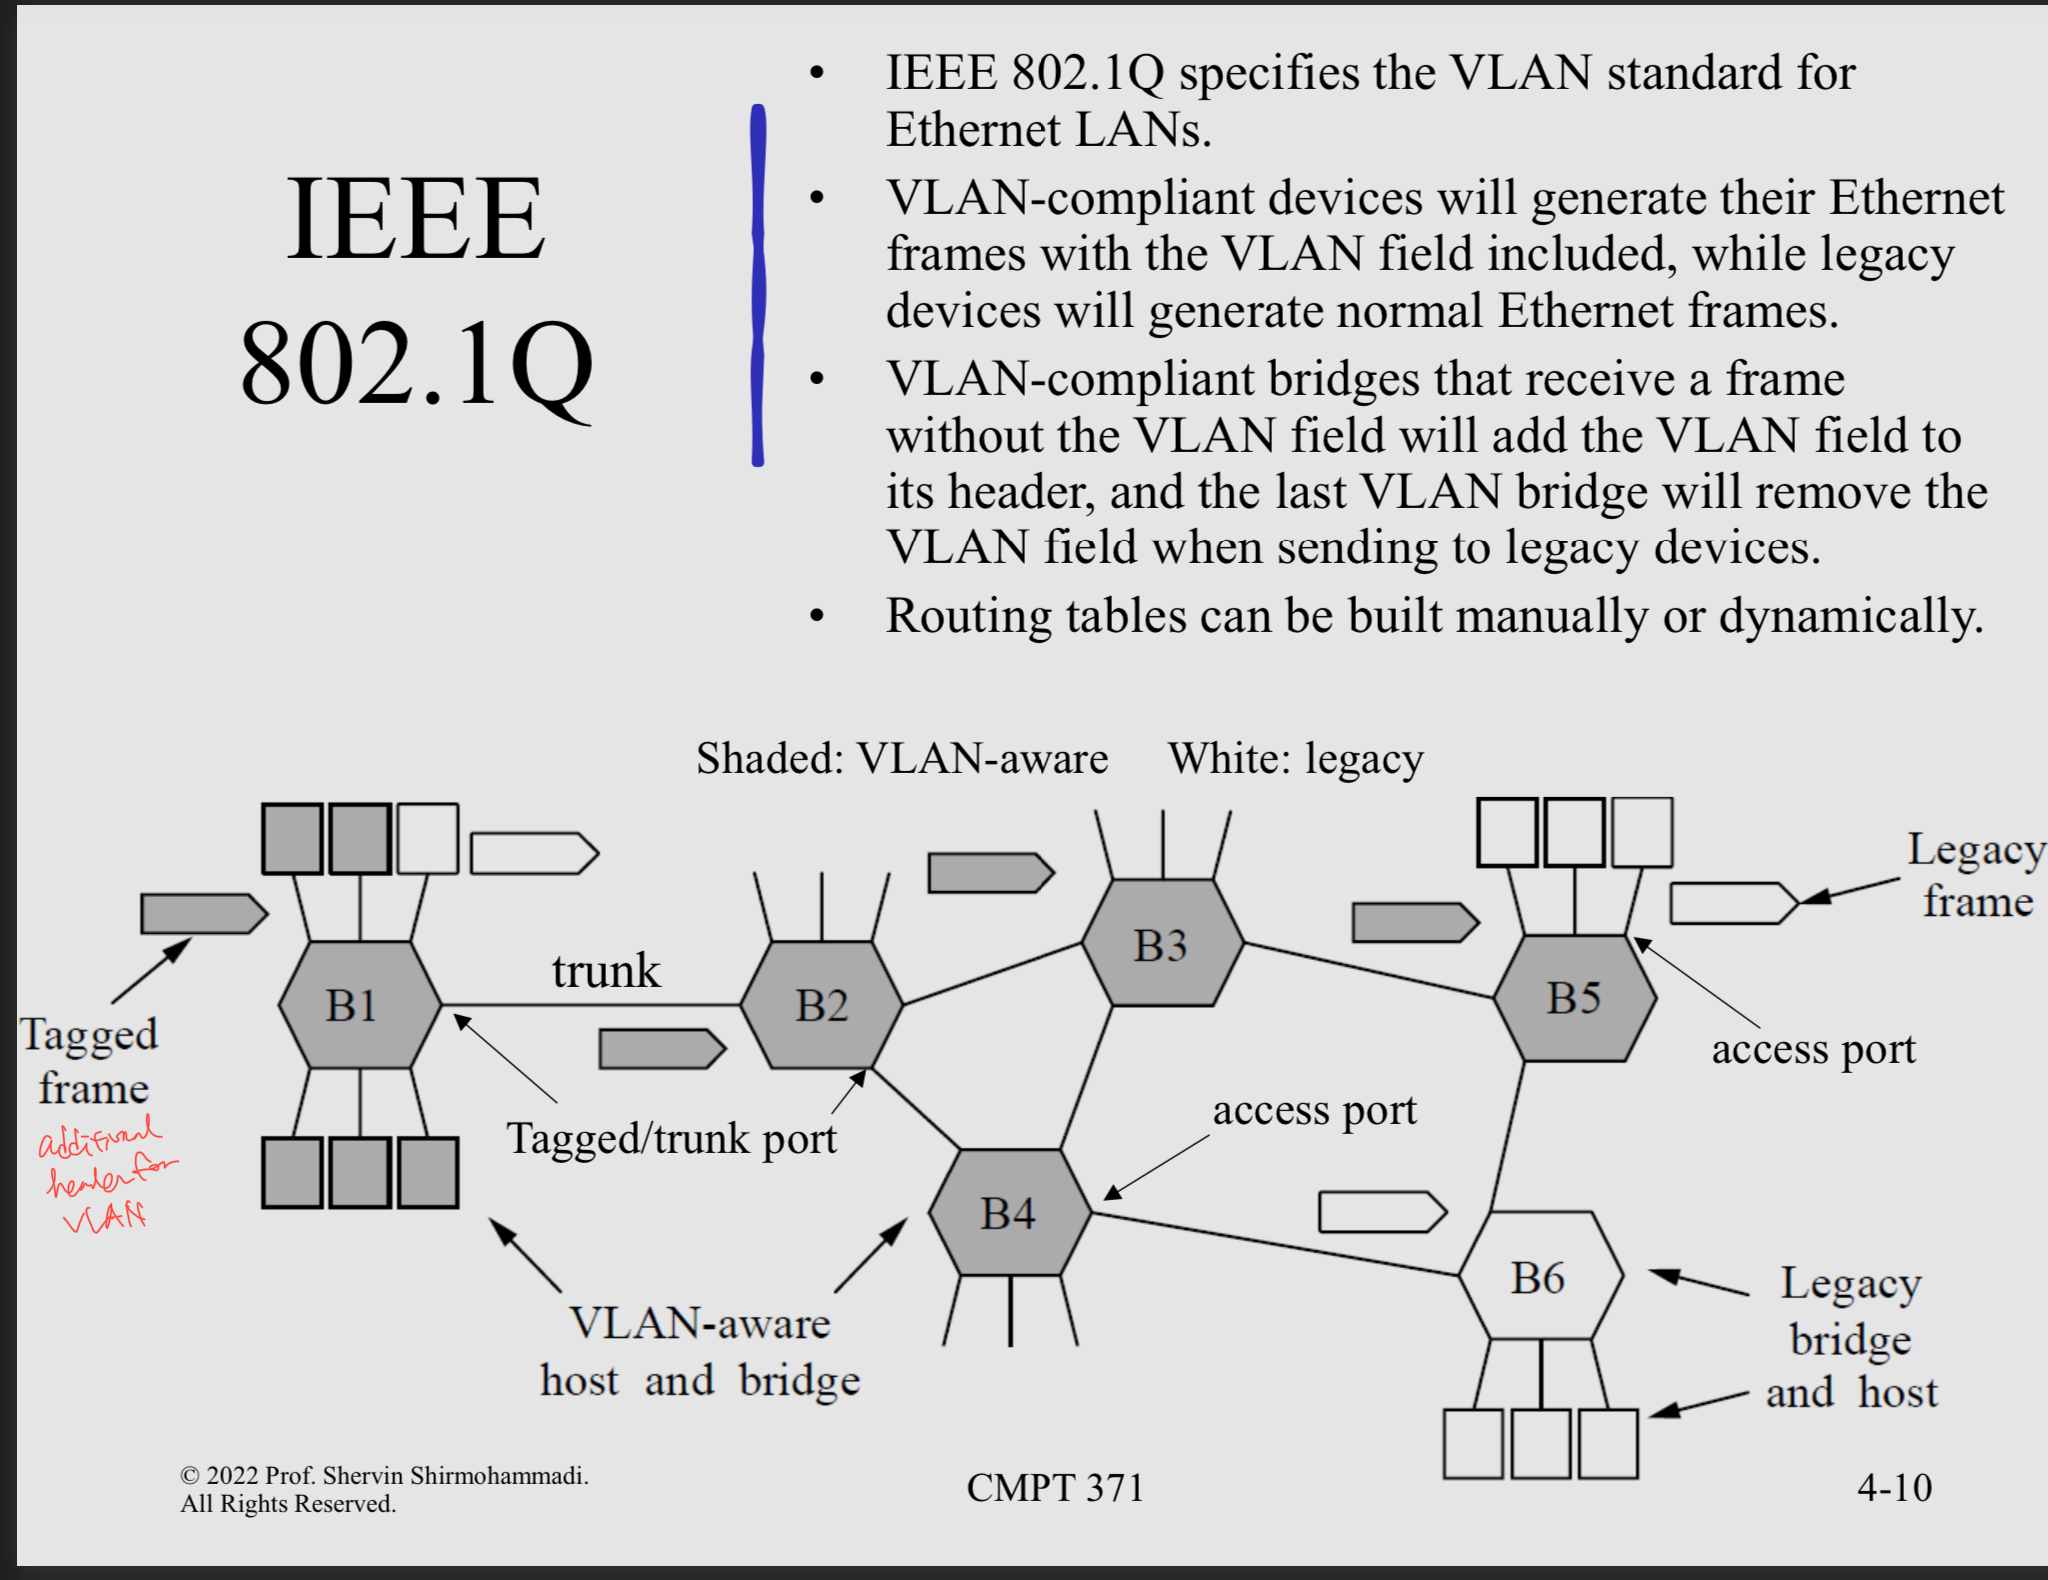 IEEE
802.1Q
• IEEE 802.1Q specifies the VLAN standard for
Ethernet LANs.
• VLAN-compliant devices will generate their Ethernet
frames with the VLAN field included, while legacy
devices will generate normal Ethernet frames.
• VLAN-compliant bridges that receive a frame
without the VLAN field will add the VLAN field to
its header, and the last VLAN bridge will remove the
VLAN field when sending to legacy devices.
• Routing tables can be built manually or dynamically.
Shaded: VLAN-aware White: legacy
Legacy
frame
B3
trunk
B1
B2
B5
Tagged
frame
additional
header for
VLAN
access port
Tagged/trunk port
access port
B4
B6
VLAN-aware
host and bridge
Legacy
bridge
and host
© 2022 Prof. Shervin Shirmohammadi.
All Rights Reserved.
CMPT 371
4-10